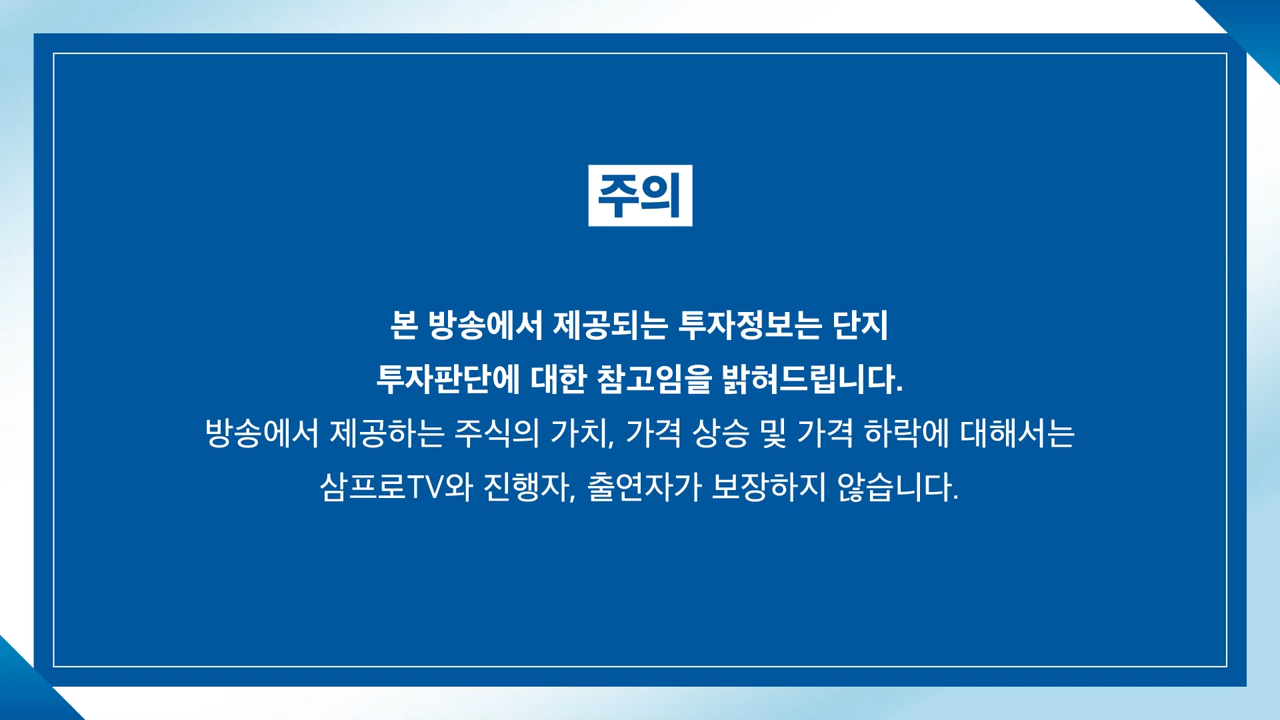 주의
본 방송에서 제공되는 투자정보는 단지
투자판단에 대한 참고임을 밝혀드립니다.
방송에서 제공하는 주식의 가치, 가격 상승 및 가격 하락에 대해서는
삼프로TV와 진행자, 출연자가 보장하지 않습니다.